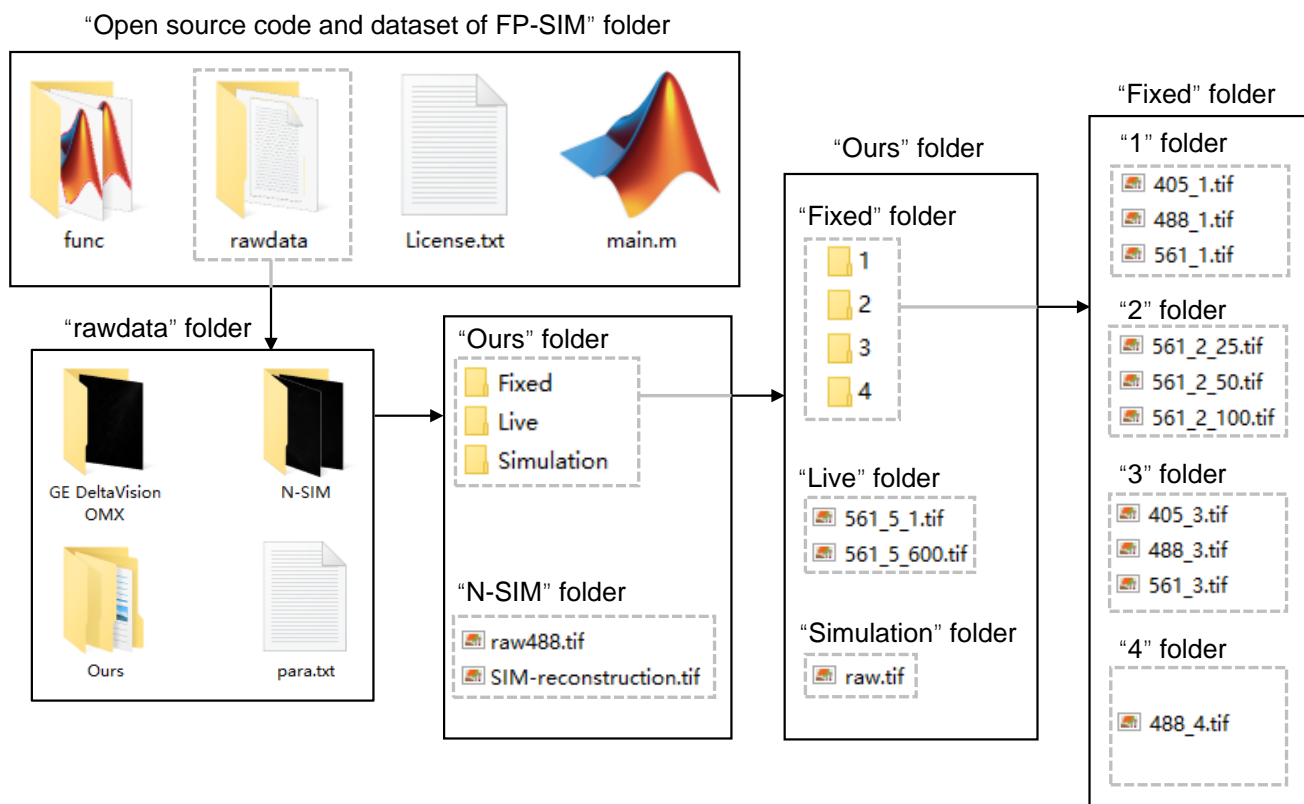 “Open source code and dataset of FP-SIM” folder
func
rawdata
License.txt
main.m
“rawdata” folder
GE DeltaVision
OMX
N-SIM
Ours
para.txt
“Ours” folder
Fixed
Live
Simulation
“N-SIM” folder
raw488.tif
SIM-reconstruction.tif
“Ours” folder
“Fixed” folder
1
2
3
4
“Live” folder
561_5_1.tif
561_5_600.tif
“Simulation” folder
raw.tif
“Fixed” folder
“1” folder
405_1.tif
488_1.tif
561_1.tif
“2” folder
561_2_25.tif
561_2_50.tif
561_2_100.tif
“3” folder
405_3.tif
488_3.tif
561_3.tif
“4” folder
488_4.tif